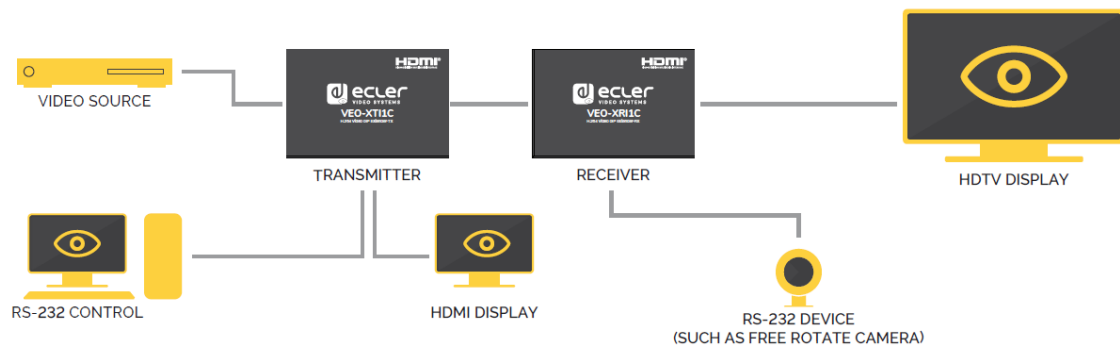 HDMI
ecler
VIDEO SYSTEMS
VEO-XTI1C
HDMI
ecler
VIDEO SYSTEMS
VEO-XRI1C
VIDEO SOURCE
TRANSMITTER
RECEIVER
HDTV DISPLAY
RS-232 CONTROL
HDMI DISPLAY
RS-232 DEVICE
(SUCH AS FREE ROTATE CAMERA)